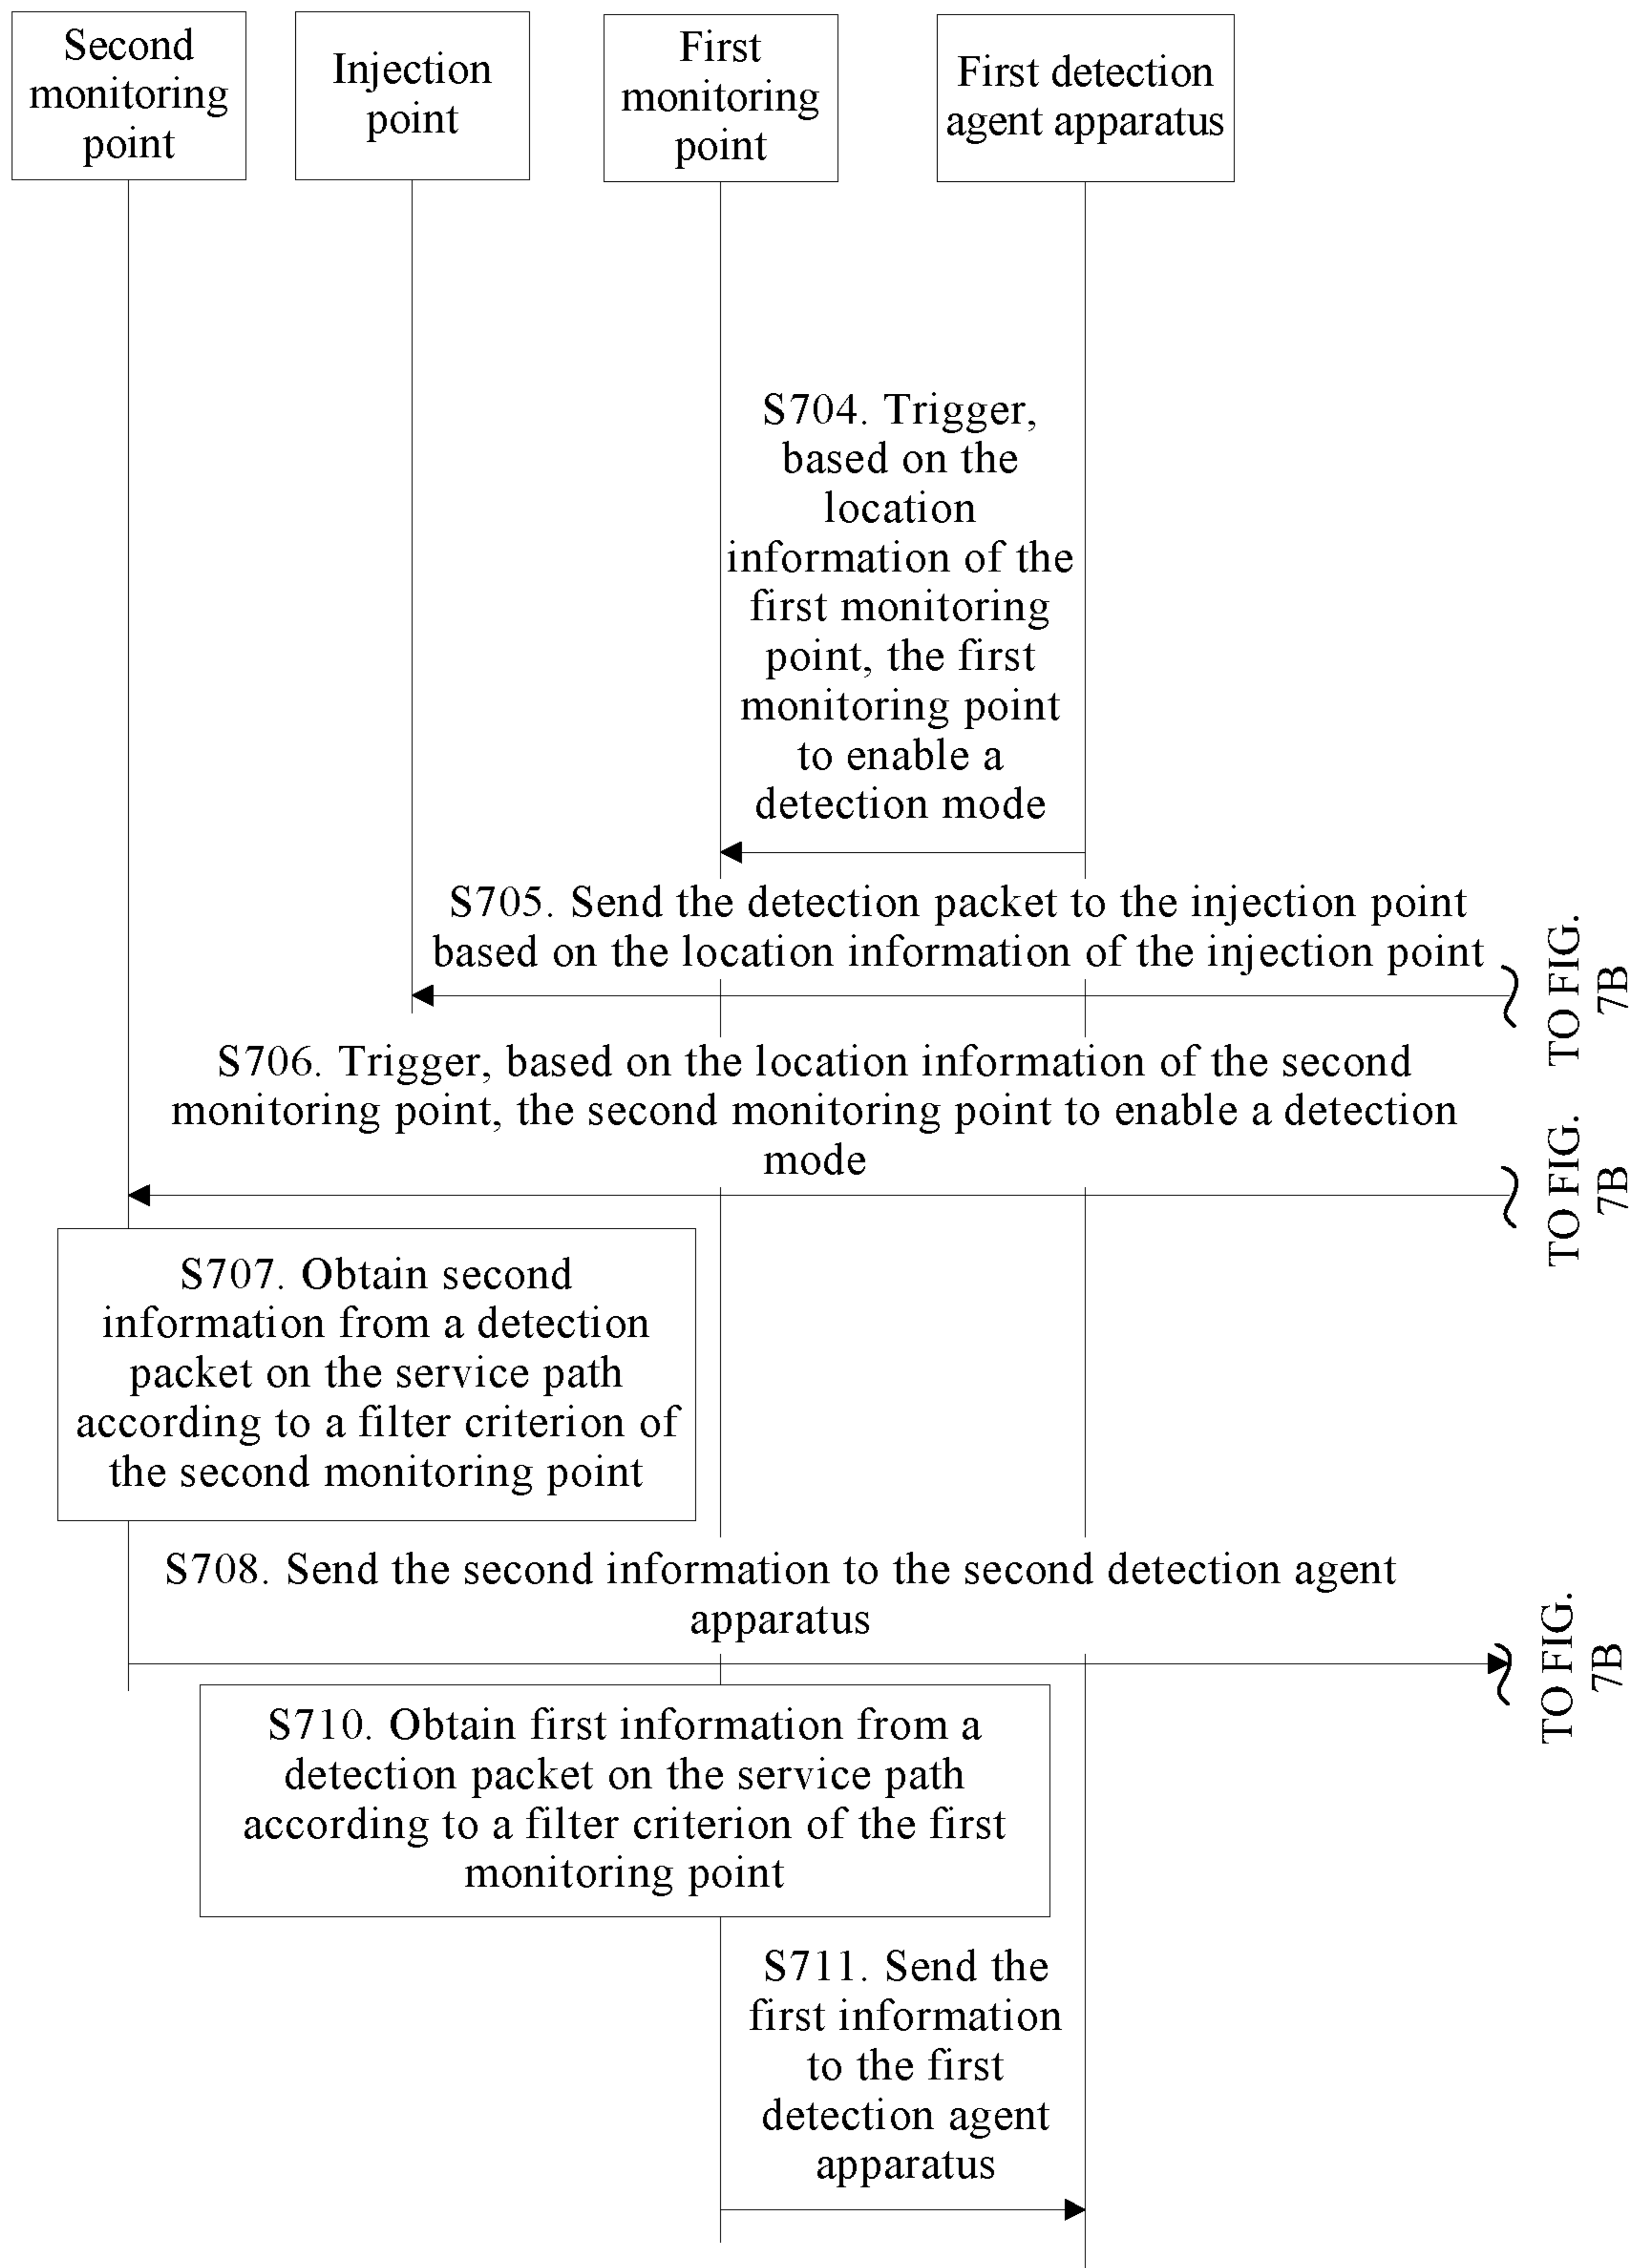 Second
monitoring
point
Injection
point
First
monitoring
point
First detection
agent apparatus
S704. Trigger,
based on the
location
information of the
first monitoring
point, the first
monitoring point
to enable a
detection mode
S705. Send the detection packet to the injection point
based on the location information of the injection point
TO FIG.
7B
S706. Trigger, based on the location information of the second
monitoring point, the second monitoring point to enable a detection
mode
TO FIG.
7B
S707. Obtain second
information from a detection
packet on the service path
according to a filter criterion of
the second monitoring point
S708. Send the second information to the second detection agent
apparatus
TO FIG.
7B
S710. Obtain first information from a
detection packet on the service path
according to a filter criterion of the first
monitoring point
S711. Send the
first information
to the first
detection agent
apparatus